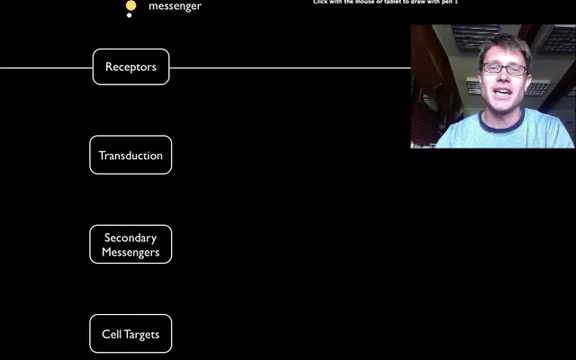 Click with the mouse or tablet to draw with pen 1
messenger
Receptors
Transduction
Secondary
Messengers
Cell Targets